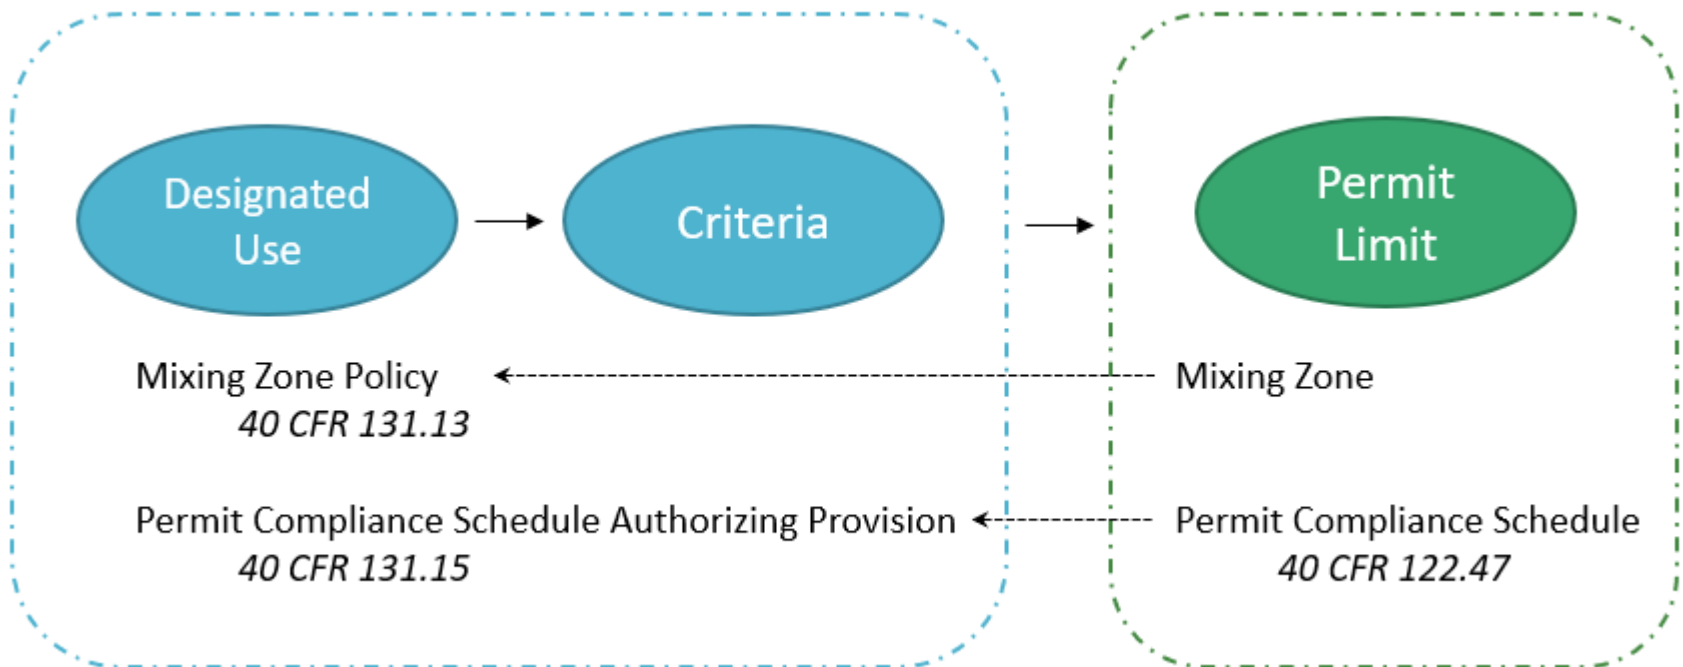 Designated
Use
Criteria
Permit
Limit
Mixing Zone Policy
40 CFR 131.13
Mixing Zone
Permit Compliance Schedule Authorizing Provision
40 CFR 131.15
Permit Compliance Schedule
40 CFR 122.47